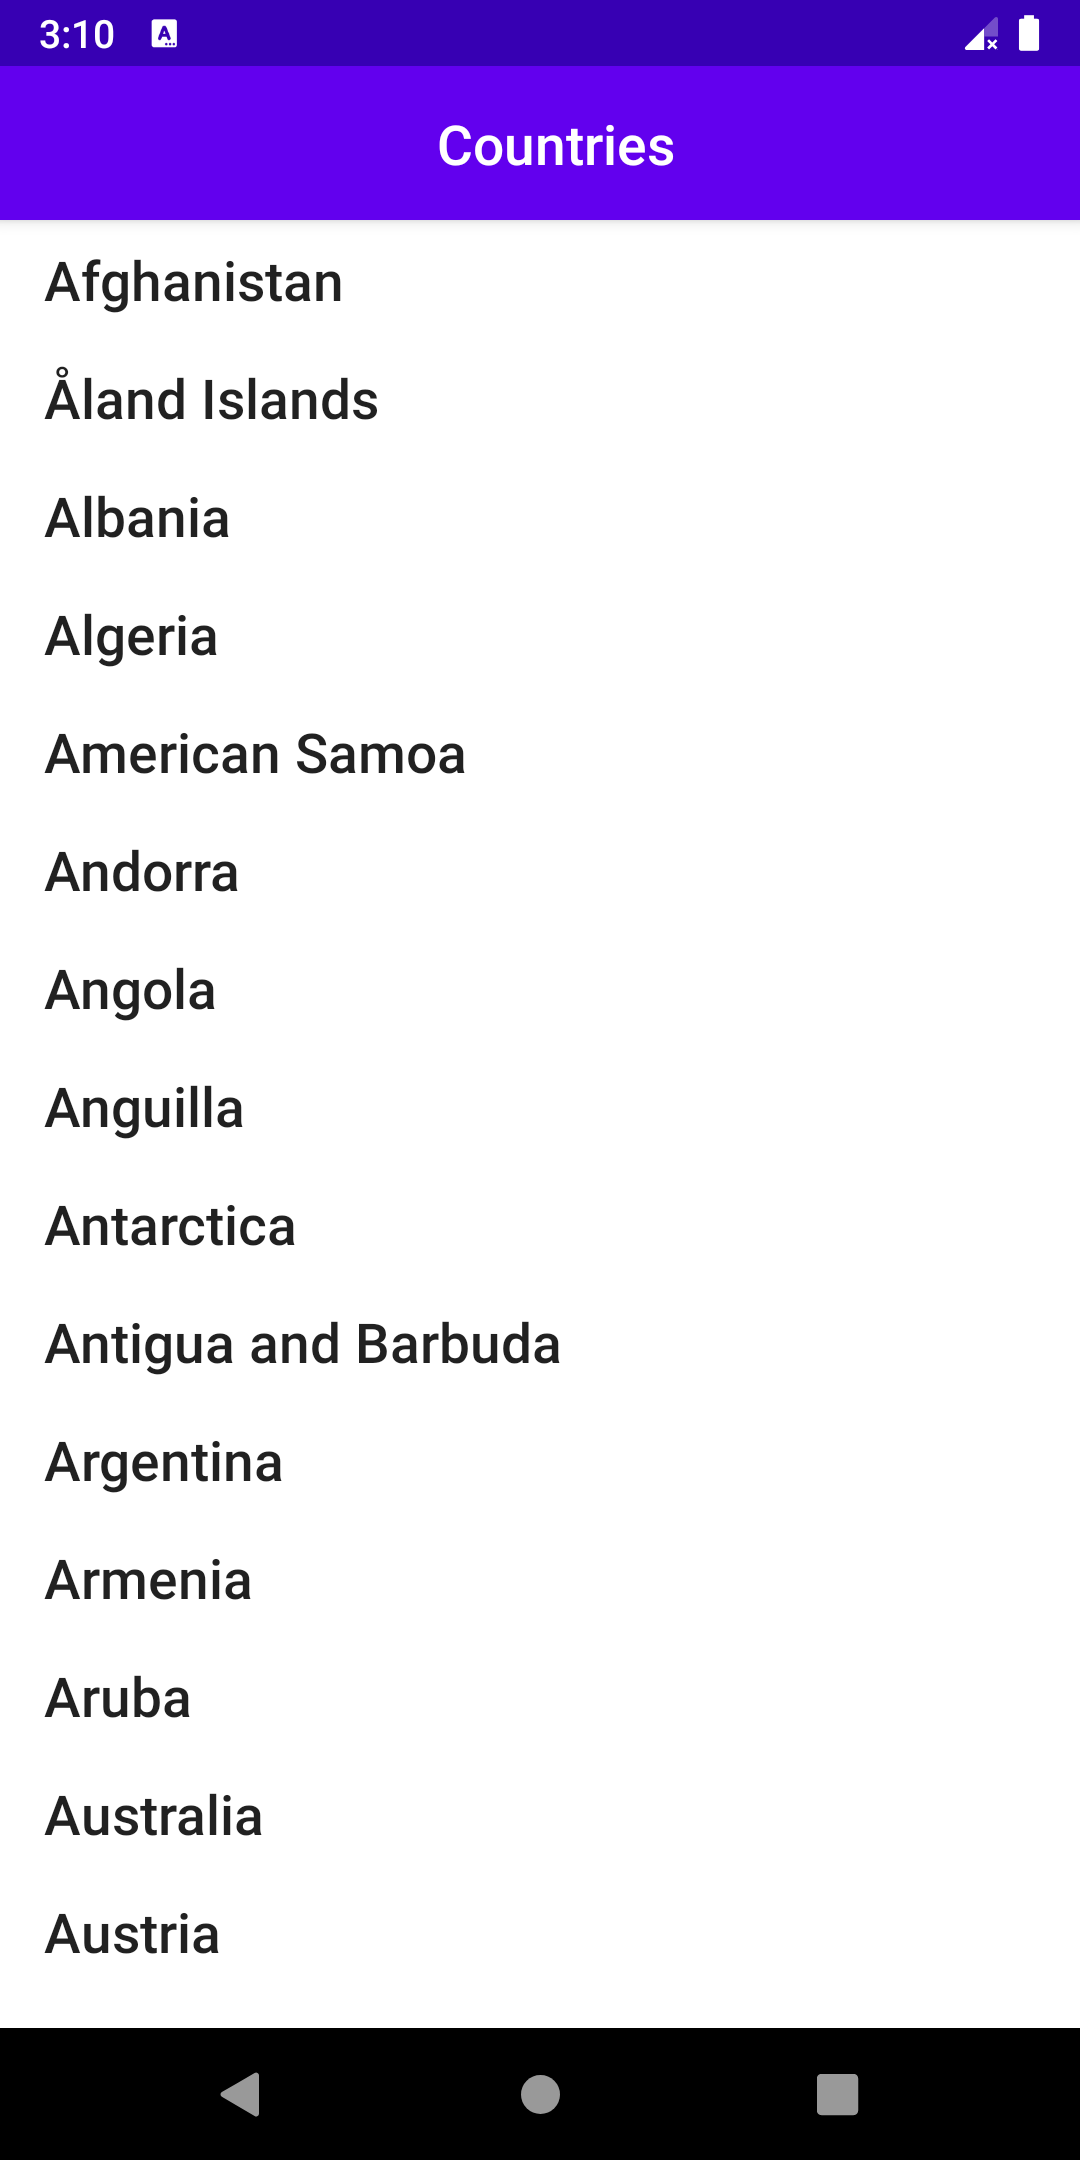 3:10
Countries
Afghanistan
Åland Islands
Albania
Algeria
American Samoa
Andorra
Angola
Anguilla
Antarctica
Antigua and Barbuda
Argentina
Armenia
Aruba
Australia
Austria